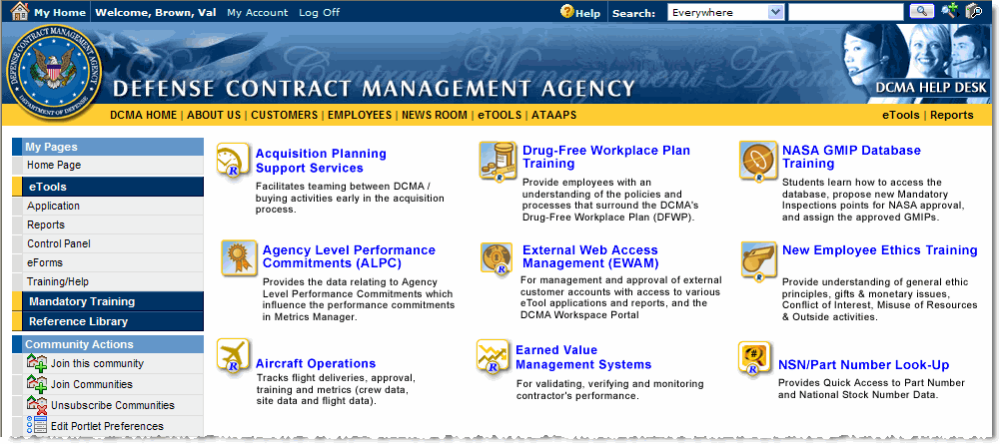 My Home Welcome, Brown, Val My Account Log Off Help Search: Everywhere
DEFENSE CONTRACT MANAGEMENT AGENCY
DEPARTMENT OF DEFENSE
DEFENSE CONTRACT MANAGEMENT AGENCY
DCMA HELP DESK
DCMA HOME | ABOUT US | CUSTOMERS | EMPLOYEES | NEWS ROOM | eTOOLS | ATAAPS eTools | Reports
My Pages
Home Page
eTools
Application
Reports
Control Panel
eForms
Training/Help
Mandatory Training
Reference Library
Community Actions
Join this community
Join Communities
Unsubscribe Communities
Edit Portlet Preferences
Acquisition Planning
Support Services
Facilitates teaming between DCMA /
buying activities early in the acquisition
process.
Drug-Free Workplace Plan
Training
Provide employees with an
understanding of the policies and
processes that surround the DCMA's
Drug-Free Workplace Plan (DFWP).
NASA GMIP Database
Training
Students learn how to access the
database, propose new Mandatory
Inspections points for NASA approval,
and assign the approved GMIPs.
Agency Level Performance
Commitments (ALPC)
Provides the data relating to Agency
Level Performance Commitments which
influence the performance commitments
in Metrics Manager.
External Web Access
Management (EWAM)
For management and approval of external
customer accounts with access to various
eTool applications and reports, and the
DCMA Workspace Portal
New Employee Ethics Training
Provide understanding of general ethic
principles, gifts & monetary issues,
Conflict of Interest, Misuse of Resources
& Outside activities.
Aircraft Operations
Tracks flight deliveries, approval,
training and metrics (crew data,
site data and flight data).
Earned Value
Management Systems
For validating, verifying and monitoring
contractor's performance.
NSN/Part Number Look-Up
Provides Quick Access to Part Number
and National Stock Number Data.